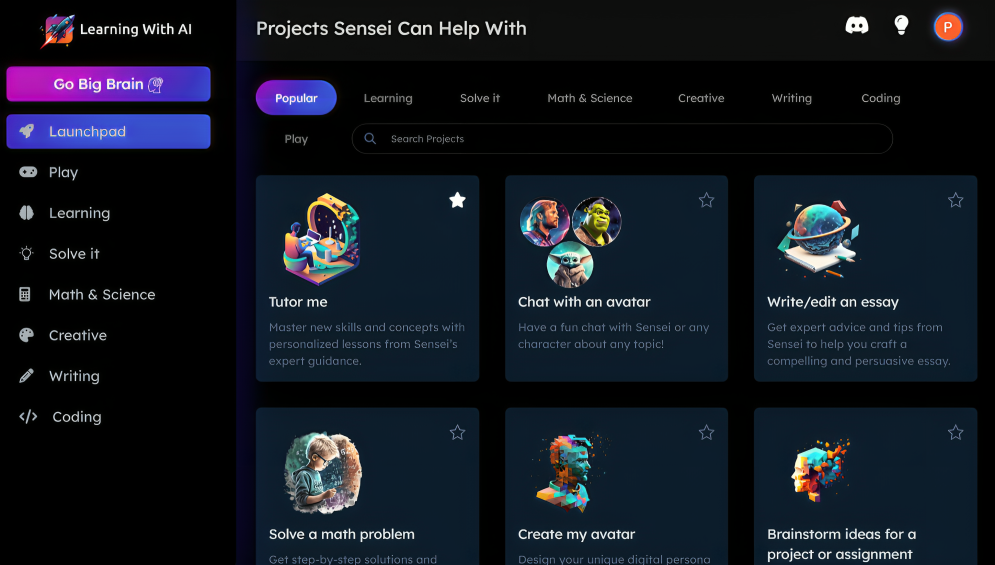 Learning With AI
Go Big Brain
Launchpad
Play
Learning
Solve it
Math & Science
Creative
Writing
Coding
Projects Sensei Can Help With
P
Popular
Learning
Solve it
Math & Science
Creative
Writing
Coding
Play
Search Projects
Tutor me
Master new skills and concepts with
personalized lessons from Sensei's
expert guidance.
Chat with an avatar
Have a fun chat with Sensei or any
character about any topic!
Write/edit an essay
Get expert advice and tips from
Sensei to help you craft a
compelling and persuasive essay.
Solve a math problem
Get step-by-step solutions and
Create my avatar
Design your unique digital persona
Brainstorm ideas for a
project or assignment